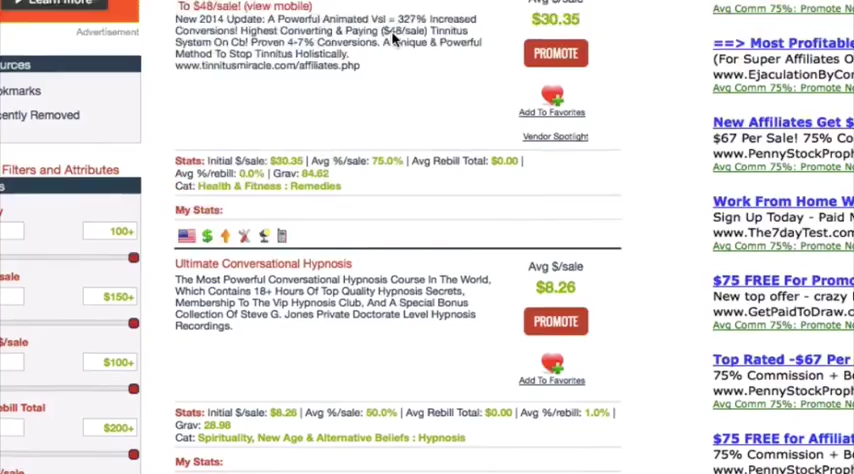 Learn more
Advertisement
urces
okmarks
cently Removed
Filters and Attributes
100+
sale
$150+
$/sale
$100+
ebill Total
$200+
To $48/sale! (view mobile)
New 2014 Update: A Powerful Animated Vsl = 327% Increased
Conversions! Highest Converting & Paying ($48/sale) Tinnitus
System On Cb! Proven 4-7% Conversions. A Unique & Powerful
Method To Stop Tinnitus Holistically.
www.tinnitusmiracle.com/affiliates.php
Avg $/sale
$30.35
PROMOTE
Add To Favorites
Vendor Spotlight
Stats: Initial $/sale: $30.35 | Avg %/sale: 75.0% | Avg Rebill Total: $0.00 |
Avg %/rebill: 0.0% | Grav: 84.62
Cat: Health & Fitness : Remedies
My Stats:
Ultimate Conversational Hypnosis
The Most Powerful Conversational Hypnosis Course In The World,
Which Contains 18+ Hours Of Top Quality Hypnosis Secrets,
Membership To The Vip Hypnosis Club, And A Special Bonus
Collection Of Steve G. Jones Private Doctorate Level Hypnosis
Recordings.
Avg $/sale
$8.26
PROMOTE
Add To Favorites
Stats: Initial $/sale: $8.26 | Avg %/sale: 50.0% | Avg Rebill Total: $0.00 | Avg %/rebill: 1.0% |
Grav: 28.98
Cat: Spirituality, New Age & Alternative Beliefs : Hypnosis
My Stats:
Avg Comm 75%: Promote No
==> Most Profitable
(For Super Affiliates O
www.EjaculationByCom
Avg Comm 75%: Promote No
New Affiliates Get $
$67 Per Sale! 75% Co
www.PennyStockProph
Avg Comm 75%: Promote No
Work From Home W
Sign Up Today - Paid M
www.The7dayTest.com
Avg Comm 75%: Promote No
$75 FREE For Promo
New top offer - crazy
www.GetPaidToDraw.c
Avg Comm 75%: Promote No
Top Rated -$67 Per
75% Commission + Bo
www.PennyStockProph
Avg Comm 75%: Promote No
$75 FREE for Affiliat
75% Commission + Bo
www.PennyStockProph